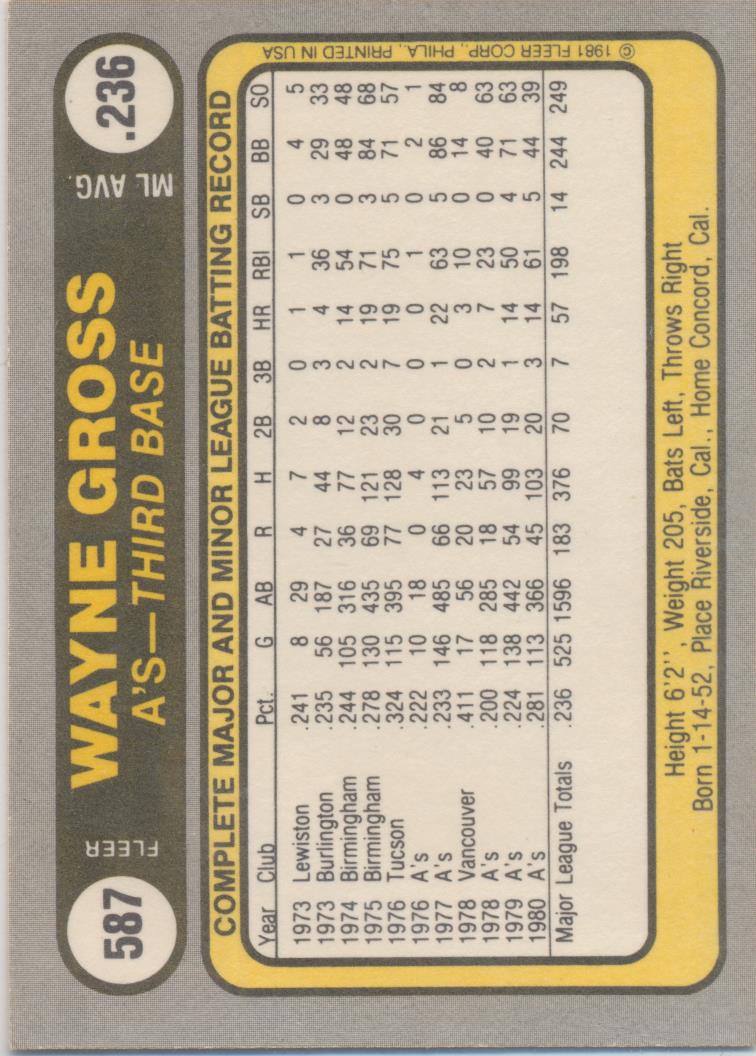 587
FLEER
WAYNE GROSS
A'S—THIRD BASE
ML AVG.
.236
COMPLETE MAJOR AND MINOR LEAGUE BATTING RECORD
Year Club Pct. G AB R H 2B 3B HR RBI SB BB SO
1973 Lewiston .241 8 29 4 7 2 0 1 1 0 4 5
1973 Burlington .235 56 187 27 44 8 3 4 36 3 29 33
1974 Birmingham .244 105 316 36 77 12 2 14 54 0 48 48
1975 Birmingham .278 130 435 69 121 23 2 19 71 3 84 68
1976 Tucson .324 115 395 77 128 30 7 19 75 5 71 57
1976 A's .222 10 18 0 4 0 0 0 1 0 2 1
1977 A's .233 146 485 66 113 21 1 22 63 5 86 84
1978 Vancouver .411 17 56 20 23 5 0 3 10 0 14 8
1978 A's .200 118 285 18 57 10 2 7 23 0 40 63
1979 A's .224 138 442 54 99 19 1 14 50 4 71 63
1980 A's .281 113 366 45 103 20 3 14 61 5 44 39
Major League Totals .236 525 1596 183 376 70 7 57 198 14 244 249
Height 6'2'', Weight 205, Bats Left, Throws Right
Born 1-14-52, Place Riverside, Cal., Home Concord, Cal.
© 1981 FLEER CORP., PHILA., PRINTED IN USA